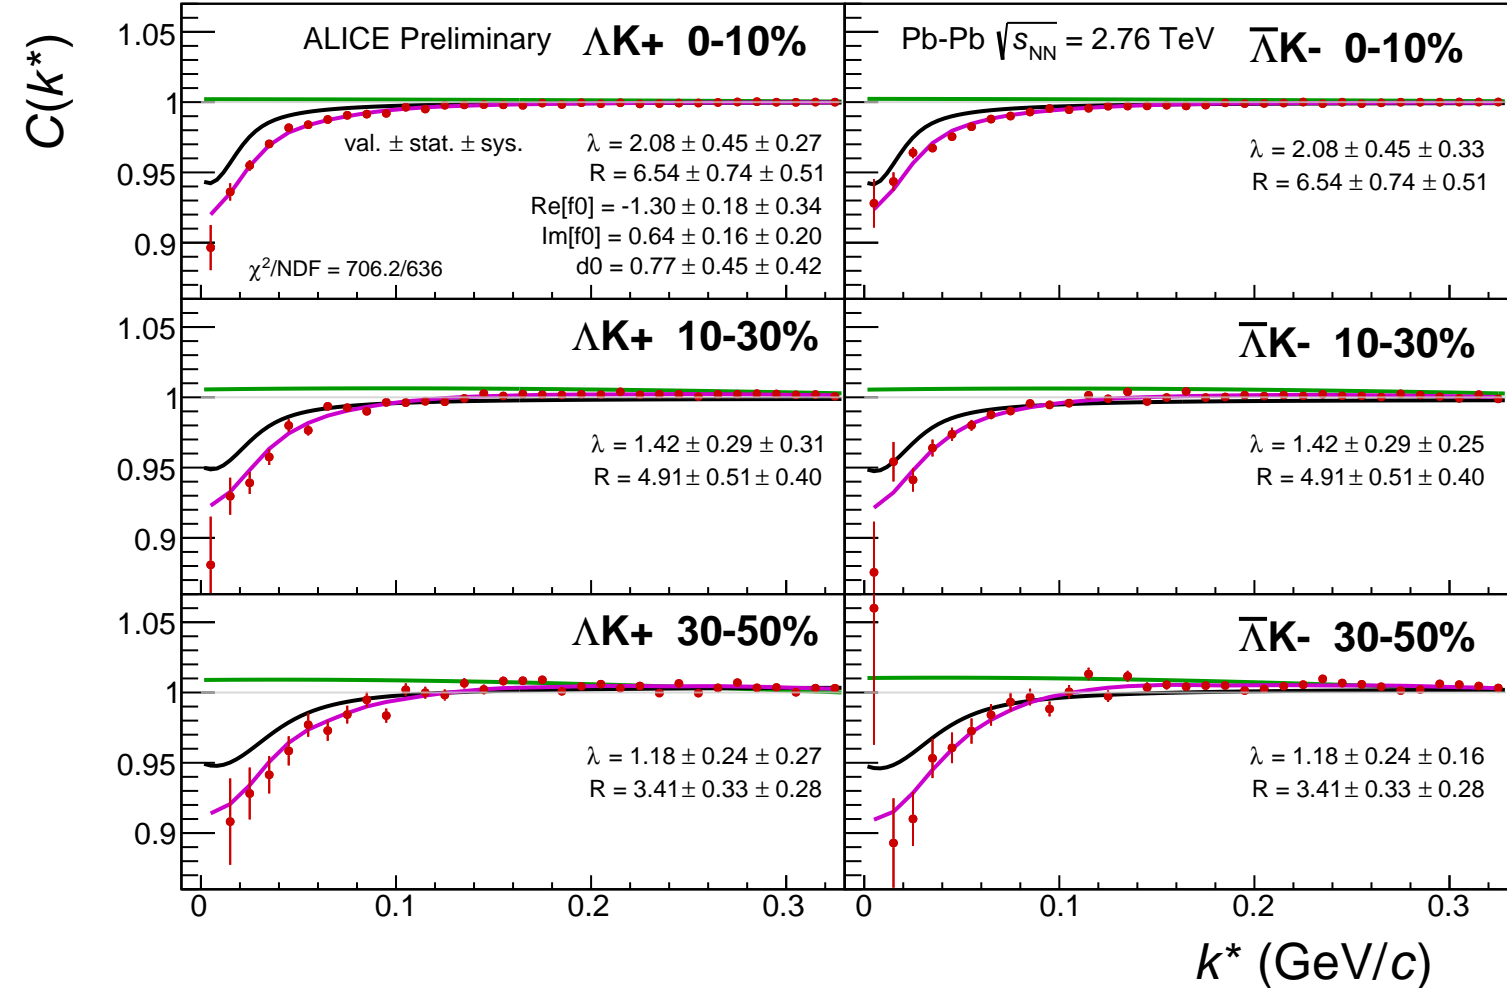 C(k*)
ALICE Preliminary ΛK+ 0-10%
val. ± stat. ± sys.
λ = 2.08 ± 0.45 ± 0.27
R = 6.54 ± 0.74 ± 0.51
Re[f0] = -1.30 ± 0.18 ± 0.34
Im[f0] = 0.64 ± 0.16 ± 0.20
d0 = 0.77 ± 0.45 ± 0.42
χ²/NDF = 706.2/636
1.05
1
0.95
0.9
Pb-Pb √sNN = 2.76 TeV Λ̅K- 0-10%
λ = 2.08 ± 0.45 ± 0.33
R = 6.54 ± 0.74 ± 0.51
ΛK+ 10-30%
λ = 1.42 ± 0.29 ± 0.31
R = 4.91 ± 0.51 ± 0.40
1.05
1
0.95
0.9
Λ̅K- 10-30%
λ = 1.42 ± 0.29 ± 0.25
R = 4.91 ± 0.51 ± 0.40
ΛK+ 30-50%
λ = 1.18 ± 0.24 ± 0.27
R = 3.41 ± 0.33 ± 0.28
1.05
1
0.95
0.9
Λ̅K- 30-50%
λ = 1.18 ± 0.24 ± 0.16
R = 3.41 ± 0.33 ± 0.28
0 0.1 0.2 0.3
0 0.1 0.2 0.3
k* (GeV/c)